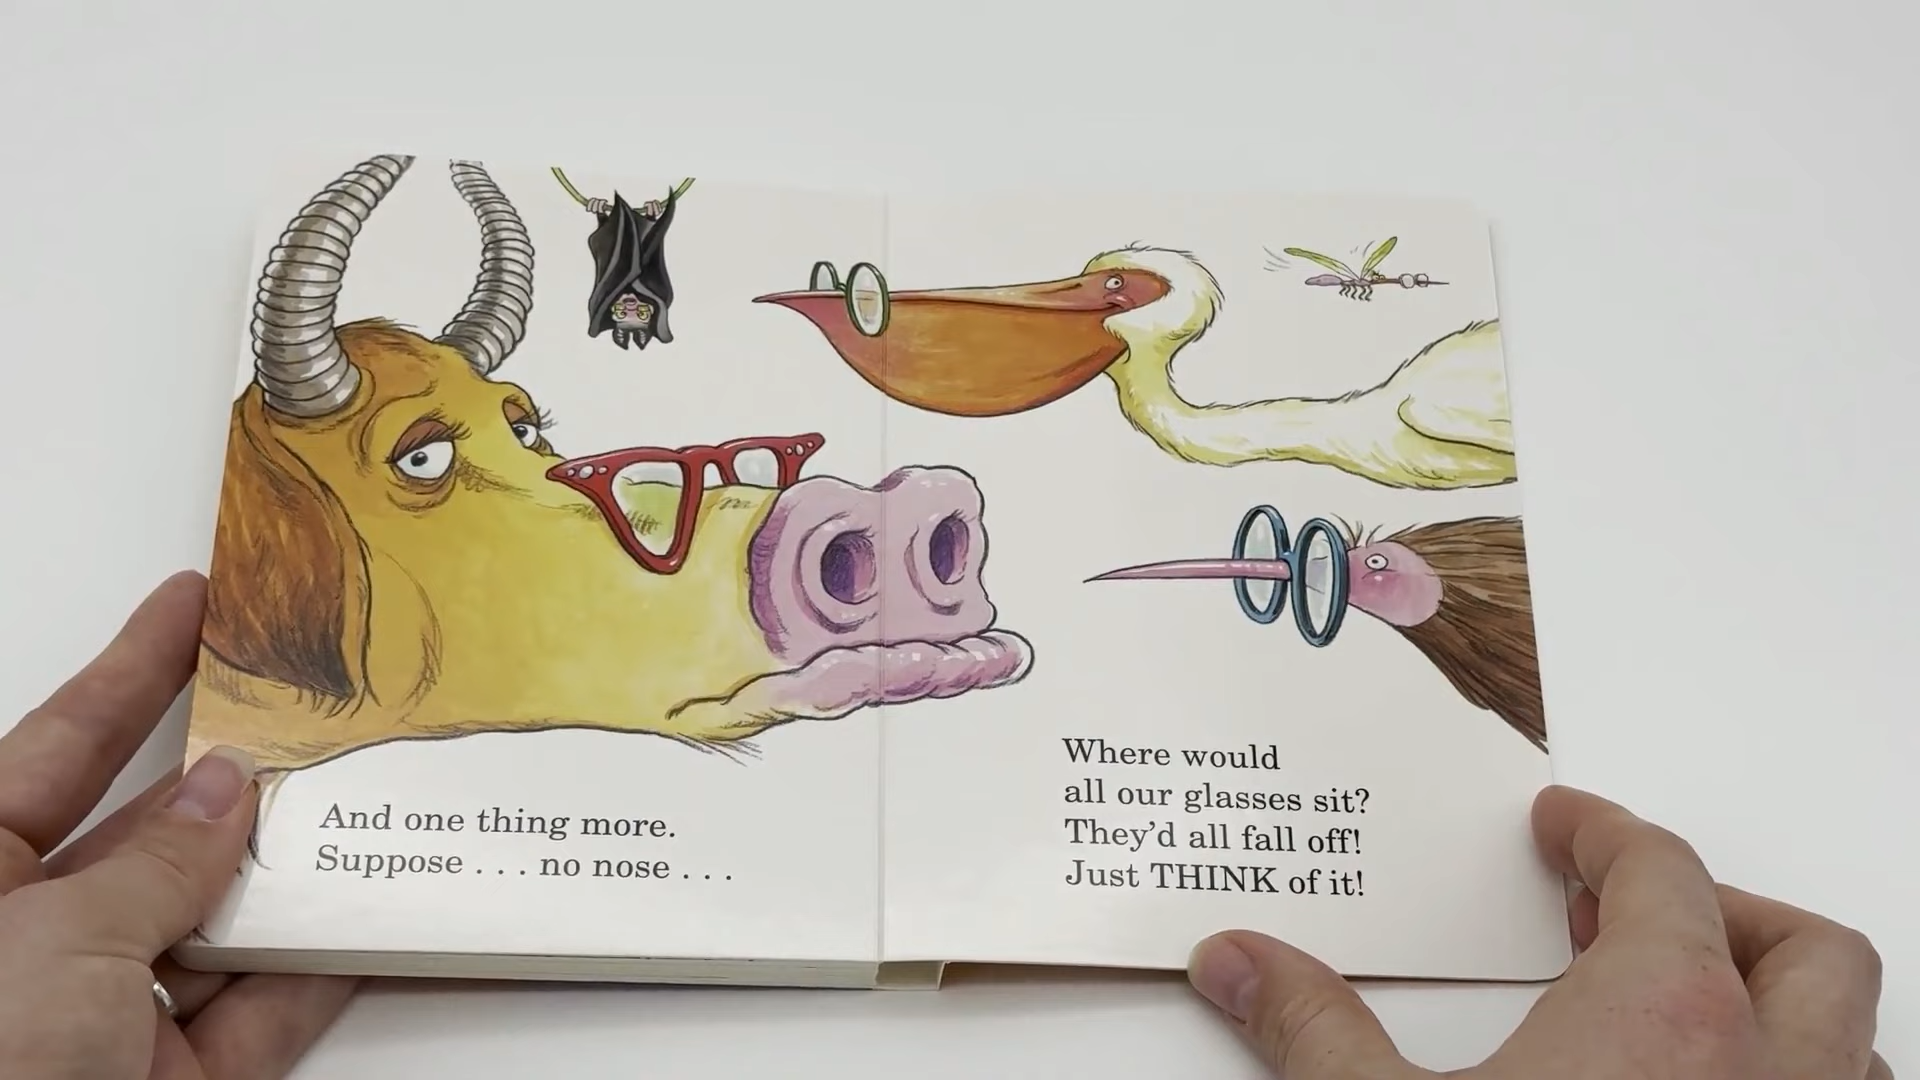 And one thing more.
Suppose . . . no nose . . .
Where would
all our glasses sit?
They'd all fall off!
Just THINK of it!